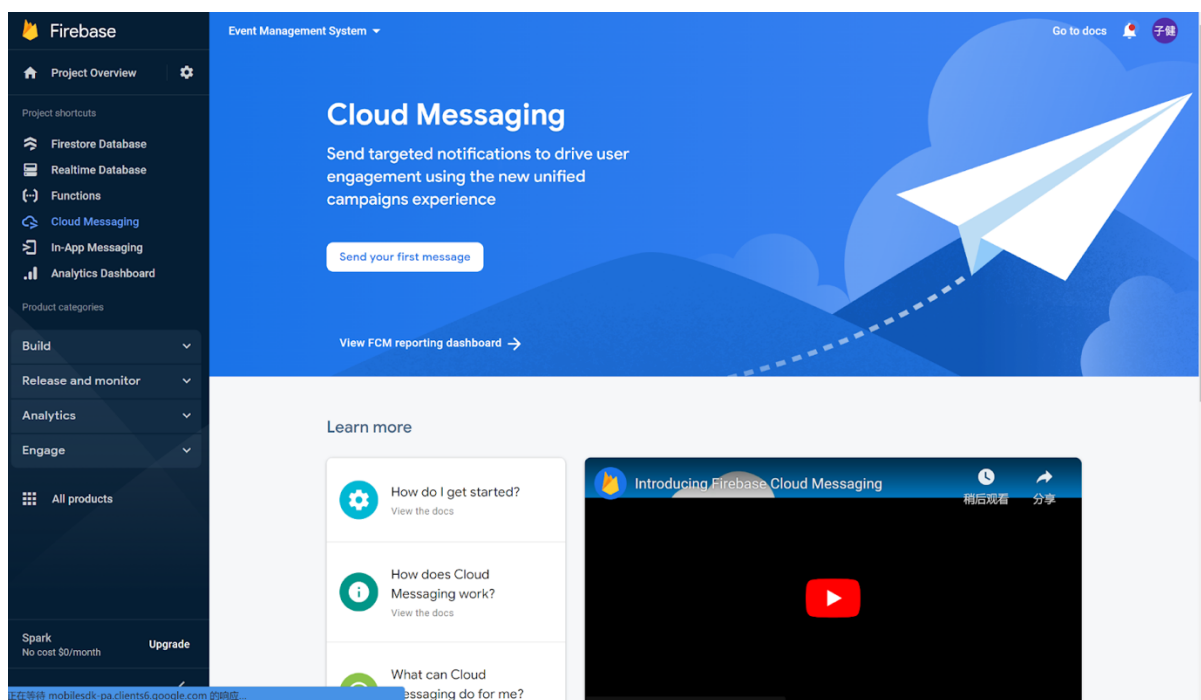 Firebase
Event Management System
Go to docs
子健
Project Overview
Project shortcuts
Firestore Database
Realtime Database
Functions
Cloud Messaging
In-App Messaging
Analytics Dashboard
Product categories
Build
Release and monitor
Analytics
Engage
All products
Spark
No cost $0/month
Upgrade
正在等待 mobilesdk-pa.clients6.google.com 的响应...
Cloud Messaging
Send targeted notifications to drive user
engagement using the new unified
campaigns experience
Send your first message
View FCM reporting dashboard
Learn more
How do I get started?
View the docs
How does Cloud
Messaging work?
View the docs
What can Cloud
essaging do for me?
Introducing Firebase Cloud Messaging
稍后观看
分享